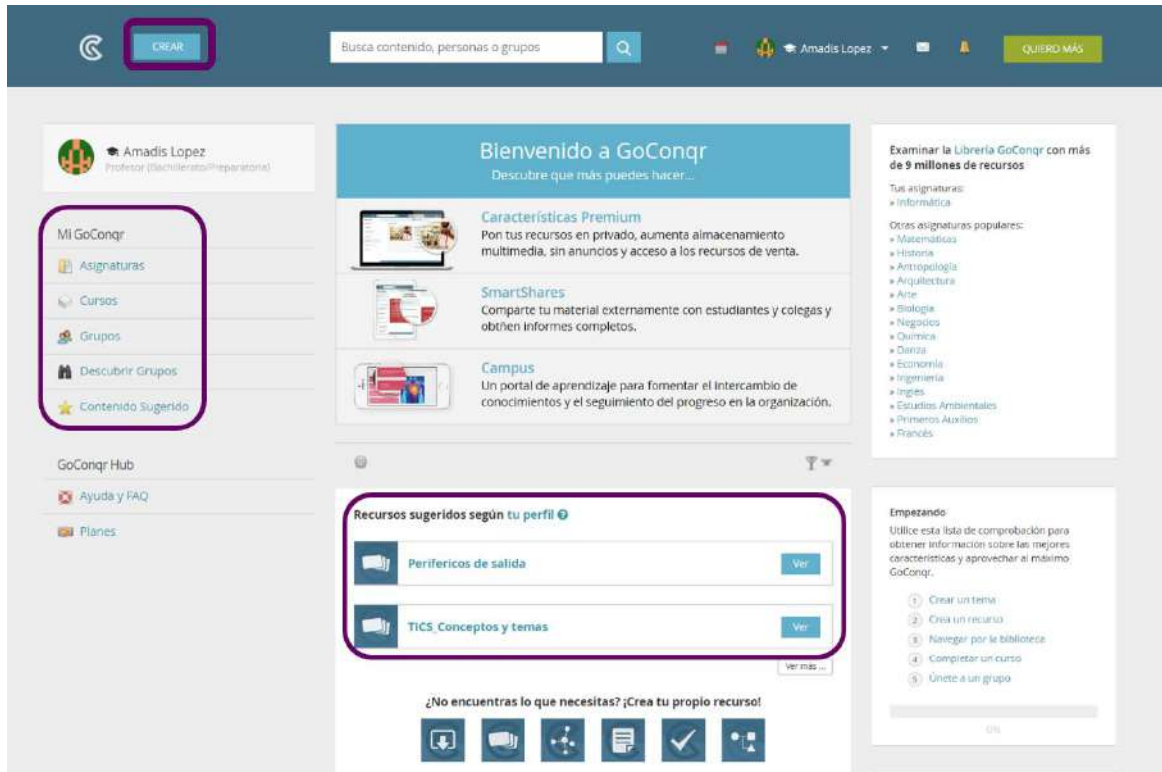 CREAR
Busca contenido, personas o grupos
Amadis Lopez
QUIERO MÁS
Amadis Lopez
Profesor (Bachillerato/Preparatoria)
Mi GoConqr
Asignaturas
Cursos
Grupos
Descubrir Grupos
Contenido Sugerido
GoConqr Hub
Ayuda y FAQ
Planes
Bienvenido a GoConqr
Descubre que más puedes hacer...
Características Premium
Pon tus recursos en privado, aumenta almacenamiento
multimedia, sin anuncios y acceso a los recursos de venta.
SmartShares
Comparte tu material externamente con estudiantes y colegas y
obtñen informes completos.
Campus
Un portal de aprendizaje para fomentar el intercambio de
conocimientos y el seguimiento del progreso en la organización.
Recursos sugeridos según tu perfil
Perifericos de salida
Ver
TICS_Conceptos y temas
Ver
Ver más ...
¿No encuentras lo que necesitas? ¡Crea tu propio recurso!
Examinar la Librería GoConqr con más
de 9 millones de recursos
Tus asignaturas:
» Informática
Otras asignaturas populares:
» Matemáticas
» Historia
» Antropología
» Arquitectura
» Arte
» Biología
» Negocios
» Química
» Danza
» Economía
» Ingeniería
» Inglés
» Estudios Ambientales
» Primeros Auxilios
» Francés
Empezando
Utilice esta lista de comprobación para
obtener información sobre las mejores
características y aprovechar al máximo
GoConqr.
1 Crear un tema
2 Crea un recurso
3 Navegar por la biblioteca
4 Completar un curso
5 Únete a un grupo
0%